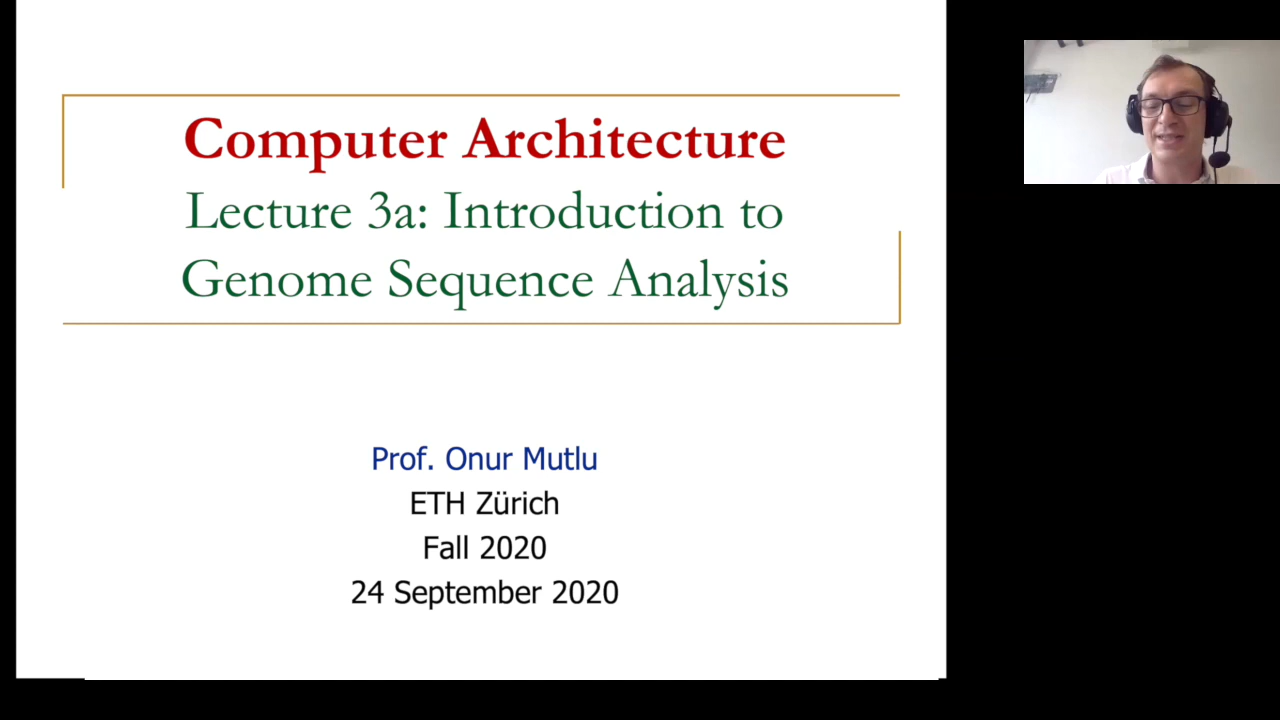 Computer Architecture
Lecture 3a: Introduction to
Genome Sequence Analysis
Prof. Onur Mutlu
ETH Zürich
Fall 2020
24 September 2020